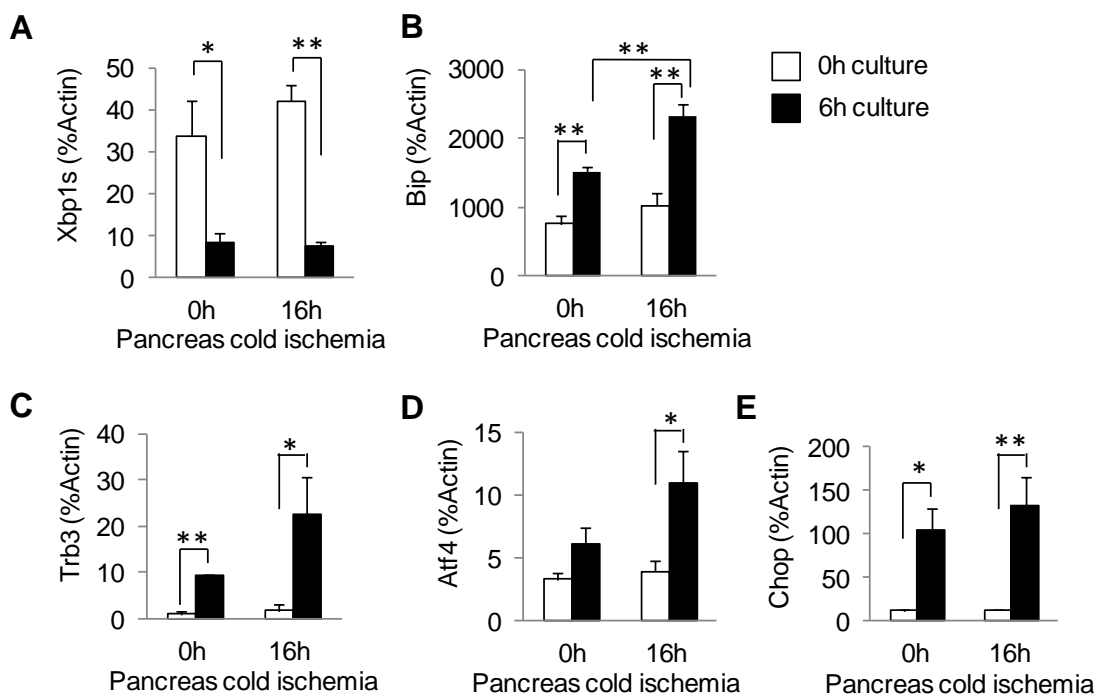 A
Xbp1s (%Actin)
50
40
30
20
10
0
*
**
0h
16h
Pancreas cold ischemia
B
Bip (%Actin)
3000
2000
1000
0
**
**
**
0h
16h
Pancreas cold ischemia
0h culture
6h culture
C
Trb3 (%Actin)
40
30
20
10
0
**
*
0h
16h
Pancreas cold ischemia
D
Atf4 (%Actin)
15
10
5
0
*
0h
16h
Pancreas cold ischemia
E
Chop (%Actin)
200
150
100
50
0
*
**
0h
16h
Pancreas cold ischemia